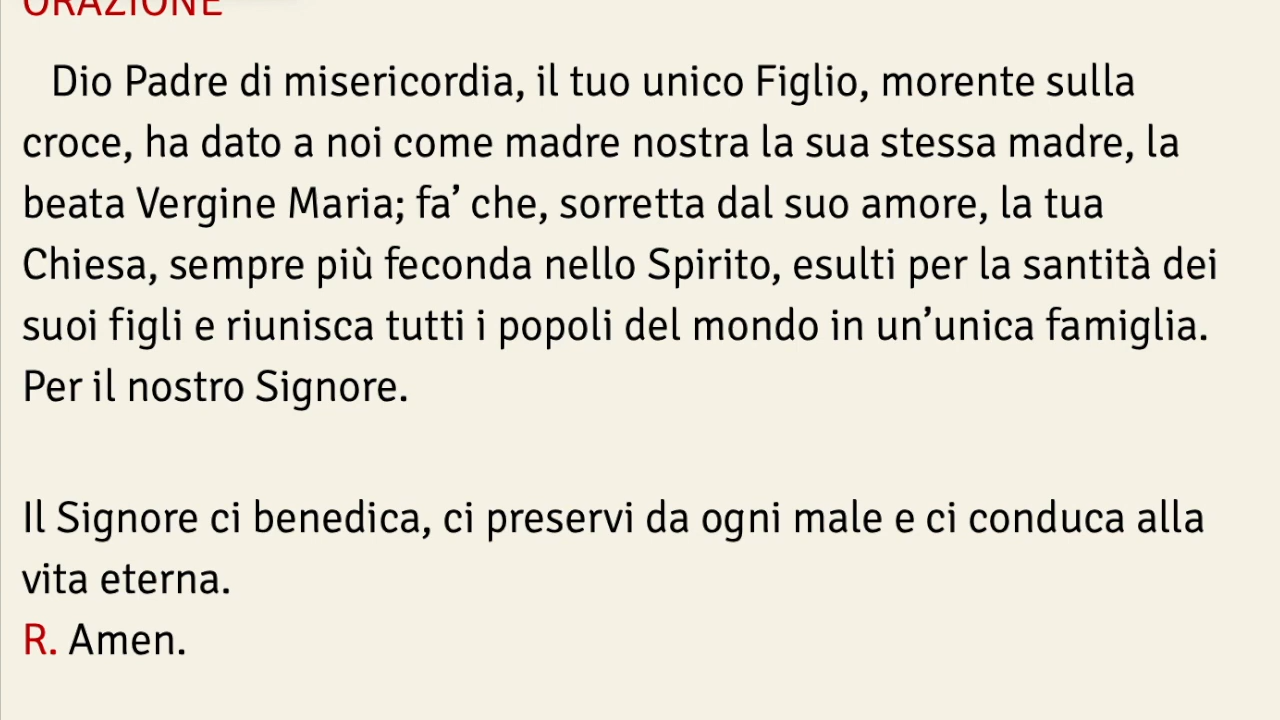 ORAZIONE
Dio Padre di misericordia, il tuo unico Figlio, morente sulla
croce, ha dato a noi come madre nostra la sua stessa madre, la
beata Vergine Maria; fa’ che, sorretta dal suo amore, la tua
Chiesa, sempre più feconda nello Spirito, esulti per la santità dei
suoi figli e riunisca tutti i popoli del mondo in un’unica famiglia.
Per il nostro Signore.
Il Signore ci benedica, ci preservi da ogni male e ci conduca alla
vita eterna.
R. Amen.